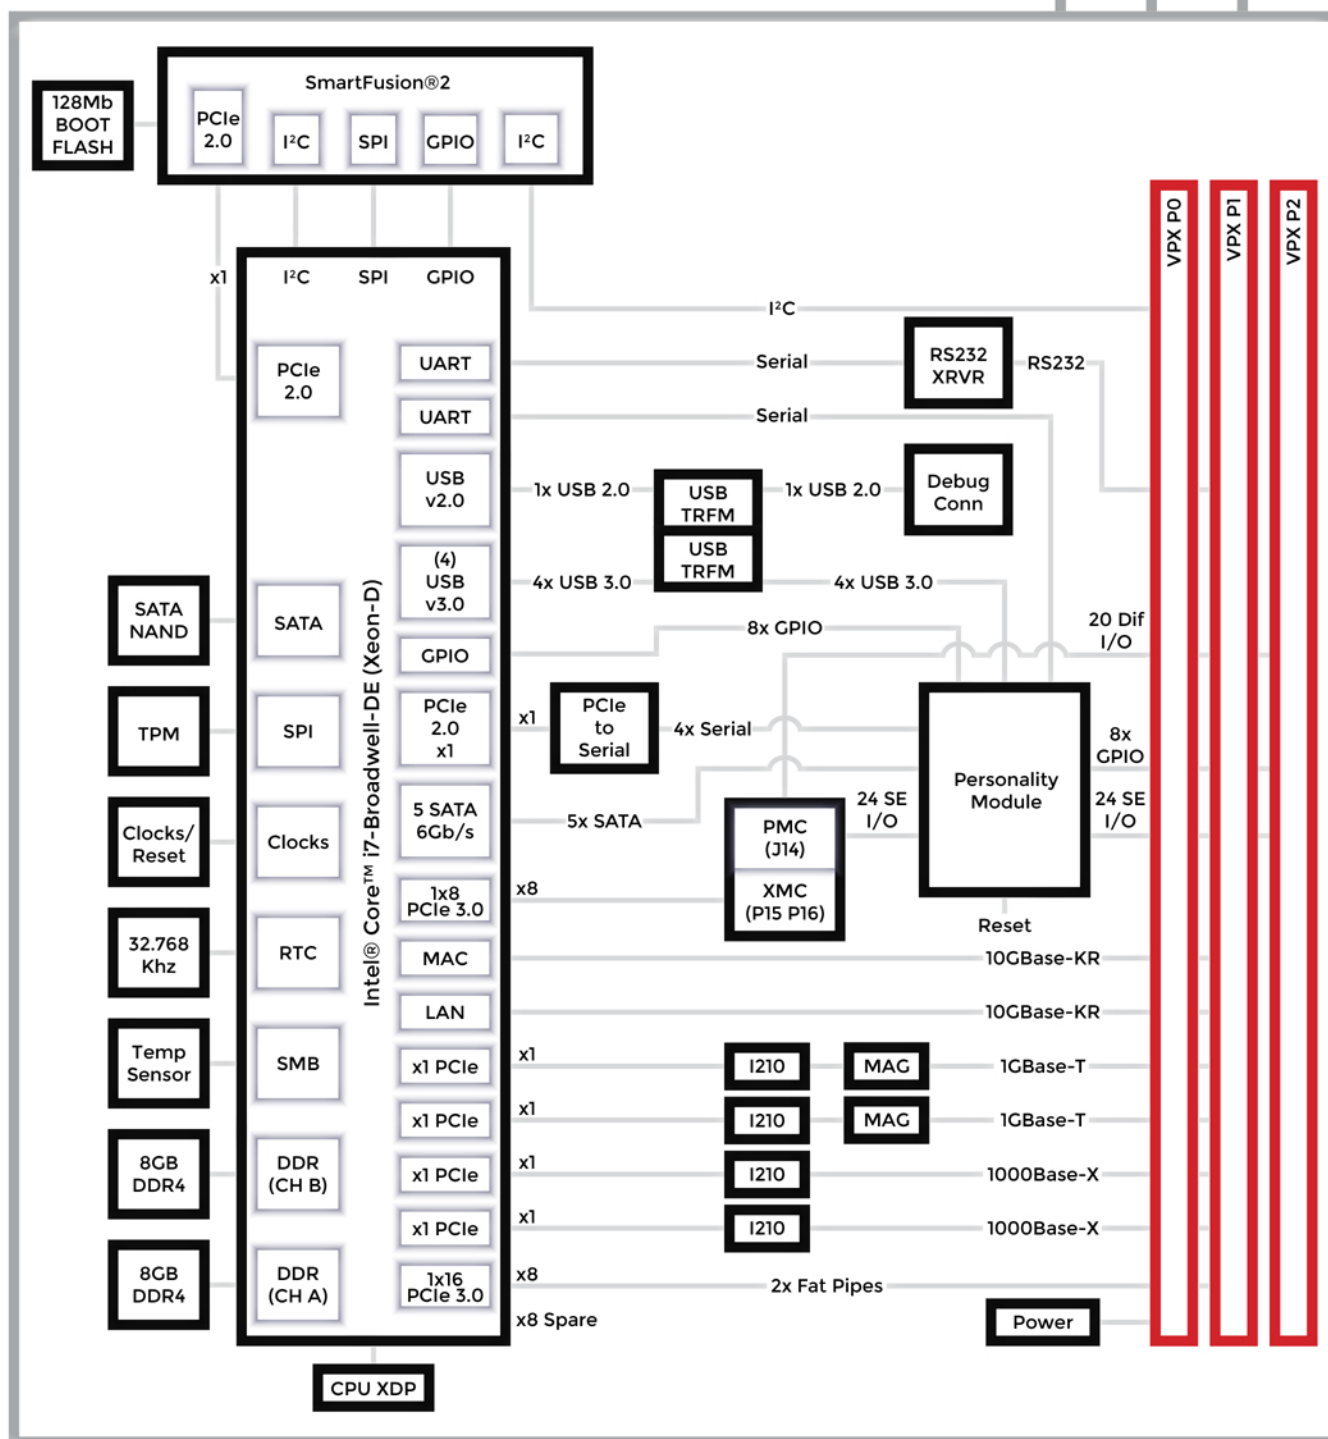 SmartFusion®2
128Mb
BOOT
FLASH
PCIe
2.0
I²C
SPI
GPIO
I²C
VPX P0
VPX P1
VPX P2
x1
I²C
SPI
GPIO
I²C
PCIe
2.0
UART
Serial
RS232
XRVR
RS232
UART
Serial
USB
v2.0
1x USB 2.0
USB
TRFM
1x USB 2.0
Debug
Conn
(4)
USB
v3.0
4x USB 3.0
USB
TRFM
4x USB 3.0
Intel® Core™ i7-Broadwell-DE (Xeon-D)
SATA
NAND
SATA
GPIO
8x GPIO
20 Dif
I/O
TPM
SPI
PCIe
2.0
x1
x1
PCIe
to
Serial
4x Serial
Personality
Module
8x
GPIO
Clocks/
Reset
Clocks
5 SATA
6Gb/s
5x SATA
PMC
(J14)
24 SE
I/O
24 SE
I/O
1x8
PCIe 3.0
x8
XMC
(P15 P16)
Reset
32.768
Khz
RTC
MAC
10GBase-KR
LAN
10GBase-KR
Temp
Sensor
SMB
x1 PCIe
x1
I210
MAG
1GBase-T
x1 PCIe
x1
I210
MAG
1GBase-T
8GB
DDR4
DDR
(CH B)
x1 PCIe
x1
I210
1000Base-X
x1 PCIe
x1
I210
1000Base-X
8GB
DDR4
DDR
(CH A)
1x16
PCIe 3.0
x8
2x Fat Pipes
x8 Spare
Power
CPU XDP